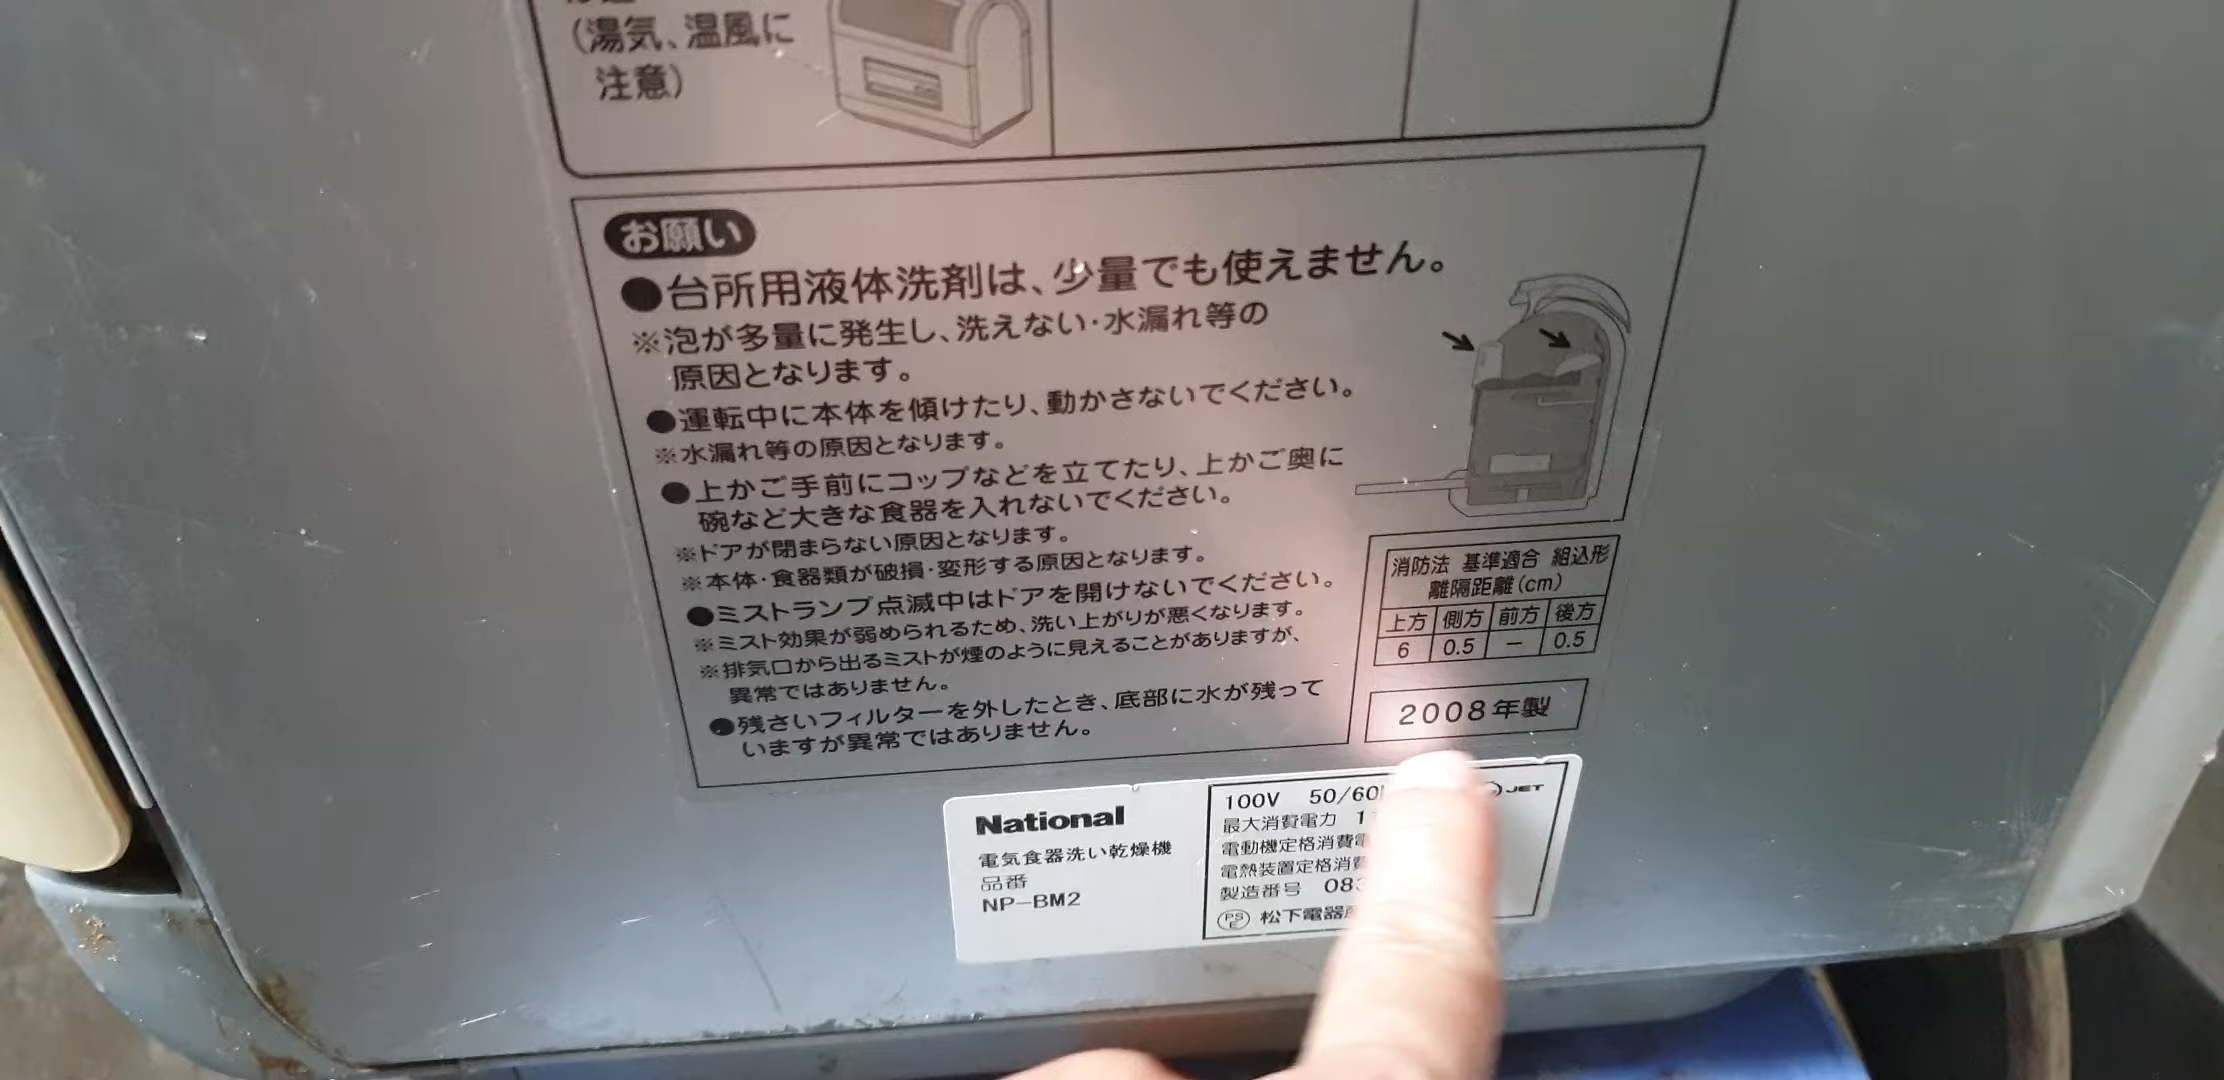 (湯気、温風に
注意)
お願い
●台所用液体洗剤は、少量でも使えません。
※泡が多量に発生し、洗えない・水漏れ等の
原因となります。
●運転中に本体を傾けたり、動かさないでください。
※水漏れ等の原因となります。
●上かご手前にコップなどを立てたり、上かご奥に
碗など大きな食器を入れないでください。
※ドアが閉まらない原因となります。
※本体・食器類が破損・変形する原因となります。
●ミストランプ点滅中はドアを開けないでください。
※ミスト効果が弱められるため、洗い上がりが悪くなります。
※排気口から出るミストが煙のように見えることがありますが、
異常ではありません。
●残さいフィルターを外したとき、底部に水が残って
いますが異常ではありません。
消防法 基準適合 組込形
離隔距離(cm)
上方 側方 前方 後方
6 0.5 － 0.5
2008年製
National
電気食器洗い乾燥機
品番
NP-BM2
100V 50/60
JET
最大消費電力 1
電動機定格消費電
電熱装置定格消費
製造番号 083
PSE 松下電器